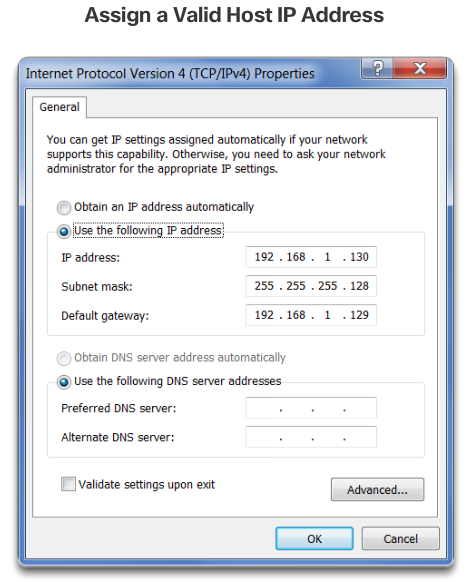 Assign a Valid Host IP Address
Internet Protocol Version 4 (TCP/IPv4) Properties
General
You can get IP settings assigned automatically if your network
supports this capability. Otherwise, you need to ask your network
administrator for the appropriate IP settings.
Obtain an IP address automatically
Use the following IP address
IP address: 192 . 168 . 1 . 130
Subnet mask: 255 . 255 . 255 . 128
Default gateway: 192 . 168 . 1 . 129
Obtain DNS server address automatically
Use the following DNS server addresses
Preferred DNS server: . . .
Alternate DNS server: . . .
Validate settings upon exit
Advanced...
OK Cancel